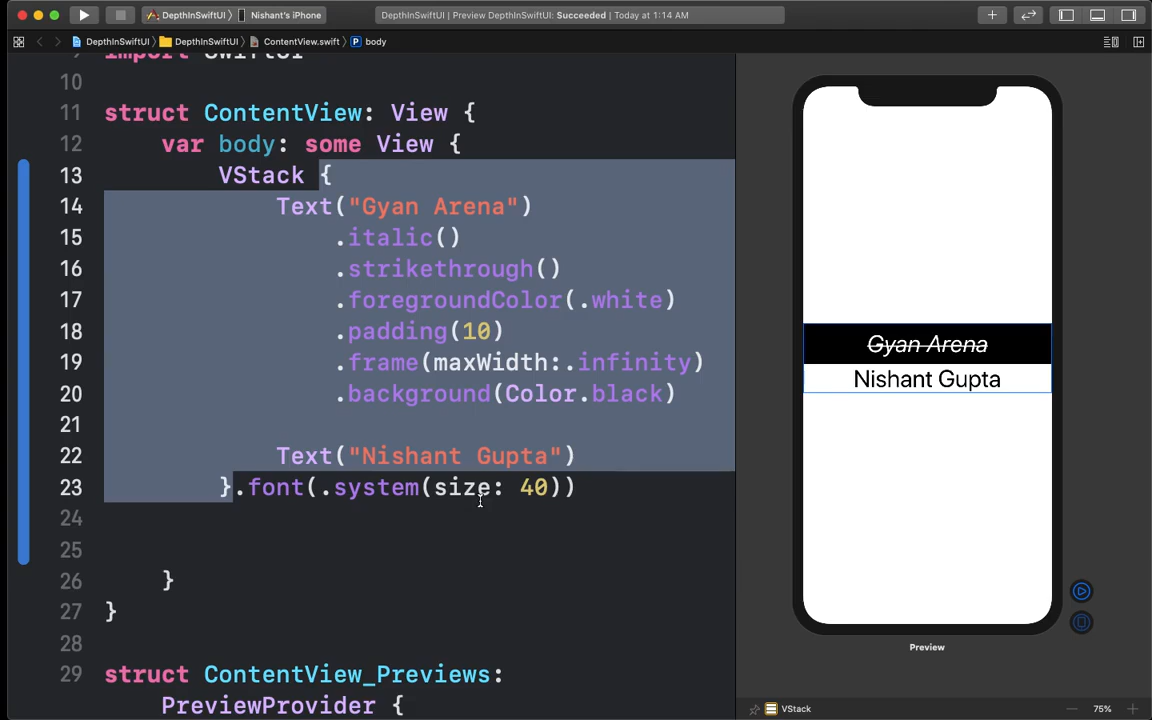 DepthInSwiftUI Nishant's iPhone
DepthInSwiftUI | Preview DepthInSwiftUI: Succeeded | Today at 1:14 AM
DepthInSwiftUI DepthInSwiftUI ContentView.swift P body
9 import SwiftUI
10
11 struct ContentView: View {
12 var body: some View {
13 VStack {
14 Text("Gyan Arena")
15 .italic()
16 .strikethrough()
17 .foregroundColor(.white)
18 .padding(10)
19 .frame(maxWidth:.infinity)
20 .background(Color.black)
21
22 Text("Nishant Gupta")
23 }.font(.system(size: 40))
24
25
26 }
27 }
28
29 struct ContentView_Previews:
PreviewProvider {
Gyan Arena
Nishant Gupta
Preview
VStack
75%